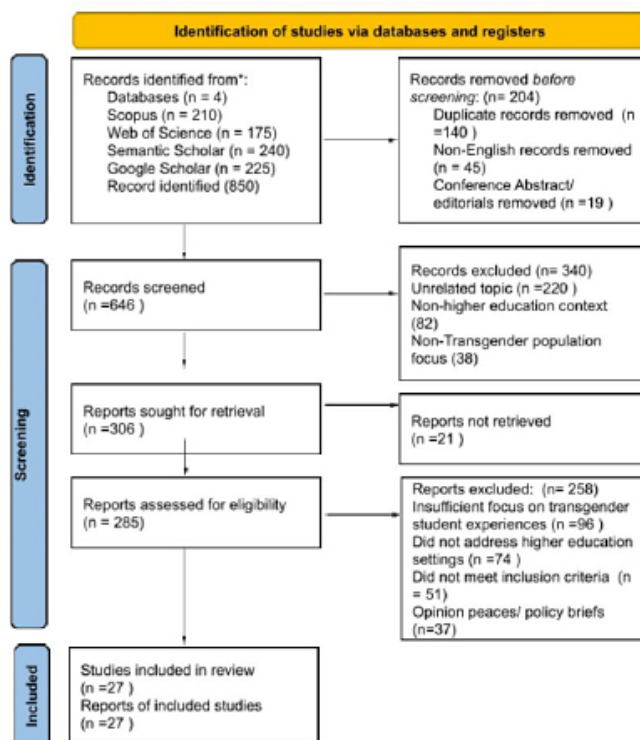 Identification of studies via databases and registers
Identification
Records identified from*:
Databases (n = 4)
Scopus (n = 210)
Web of Science (n = 175)
Semantic Scholar (n = 240)
Google Scholar (n = 225)
Record identified (850)
Records removed before
screening: (n= 204)
Duplicate records removed (n
=140 )
Non-English records removed
(n = 45)
Conference Abstract/
editorials removed (n =19 )
Screening
Records screened
(n =646)
Records excluded (n= 340)
Unrelated topic (n =220 )
Non-higher education context
(82)
Non-Transgender population
focus (38)
Reports sought for retrieval
(n =306 )
Reports not retrieved
(n =21 )
Reports assessed for eligibility
(n = 285)
Reports excluded: (n= 258)
Insufficient focus on transgender
student experiences (n =96 )
Did not address higher education
settings (n =74 )
Did not meet inclusion criteria (n
= 51)
Opinion peaces/ policy briefs
(n=37)
Included
Studies included in review
(n =27 )
Reports of included studies
(n =27 )